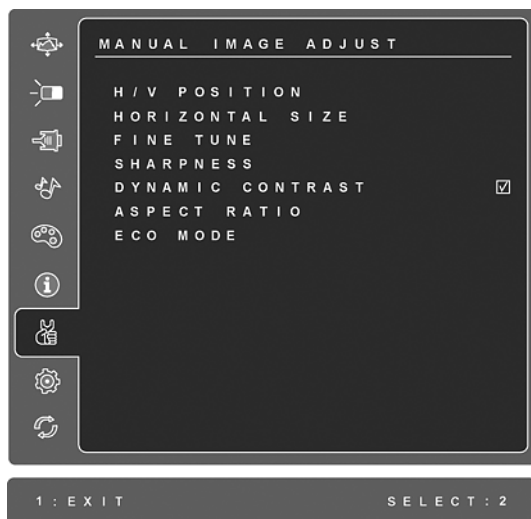 MANUAL IMAGE ADJUST
H/V POSITION
HORIZONTAL SIZE
FINE TUNE
SHARPNESS
DYNAMIC CONTRAST
ASPECT RATIO
ECO MODE
1:EXIT SELECT:2